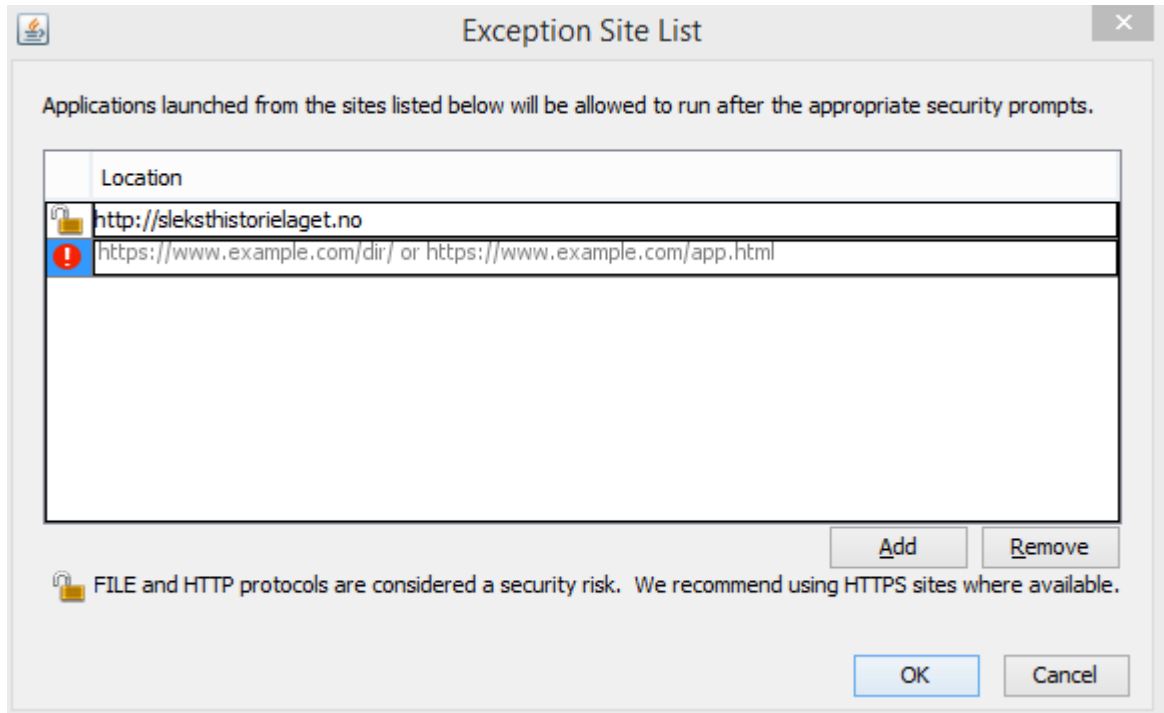 Exception Site List
Applications launched from the sites listed below will be allowed to run after the appropriate security prompts.
Location
http://sleksthistorielaget.no
https://www.example.com/dir/ or https://www.example.com/app.html
Add Remove
FILE and HTTP protocols are considered a security risk. We recommend using HTTPS sites where available.
OK Cancel